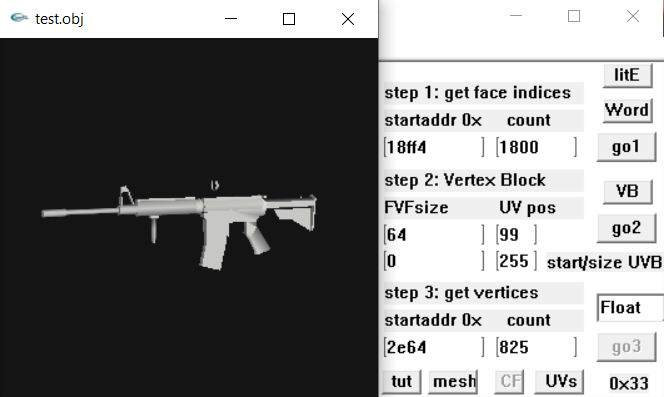 test.obj
litE
step 1: get face indices
startaddr 0x count
Word
18ff4 1800
go1
step 2: Vertex Block
VB
FVFsize UV pos
64 99
go2
0 255 start/size UVB
step 3: get vertices
startaddr 0x count
Float
2e64 825
go3
tut mesh CF UVs 0x33